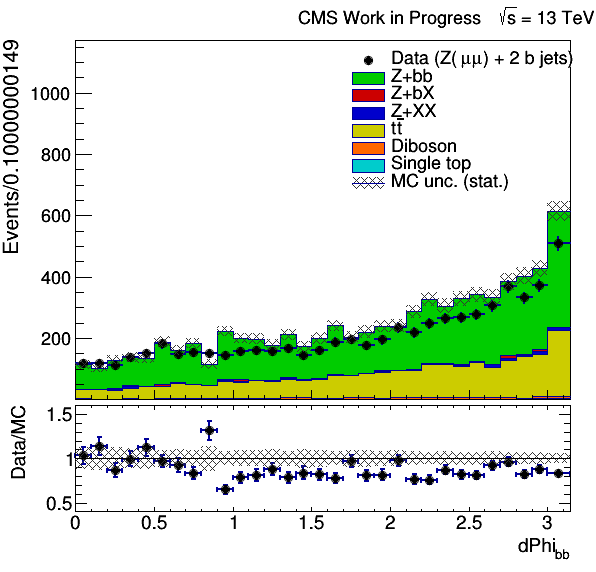 CMS Work in Progress √s = 13 TeV
Events/0.10000000149
Data (Z(μμ) + 2 b jets)
Z+bb
Z+bX
Z+XX
tt̄
Diboson
Single top
MC unc. (stat.)
1000
800
600
400
200
Data/MC
1.5
1
0.5
0 0.5 1 1.5 2 2.5 3
dPhi_bb